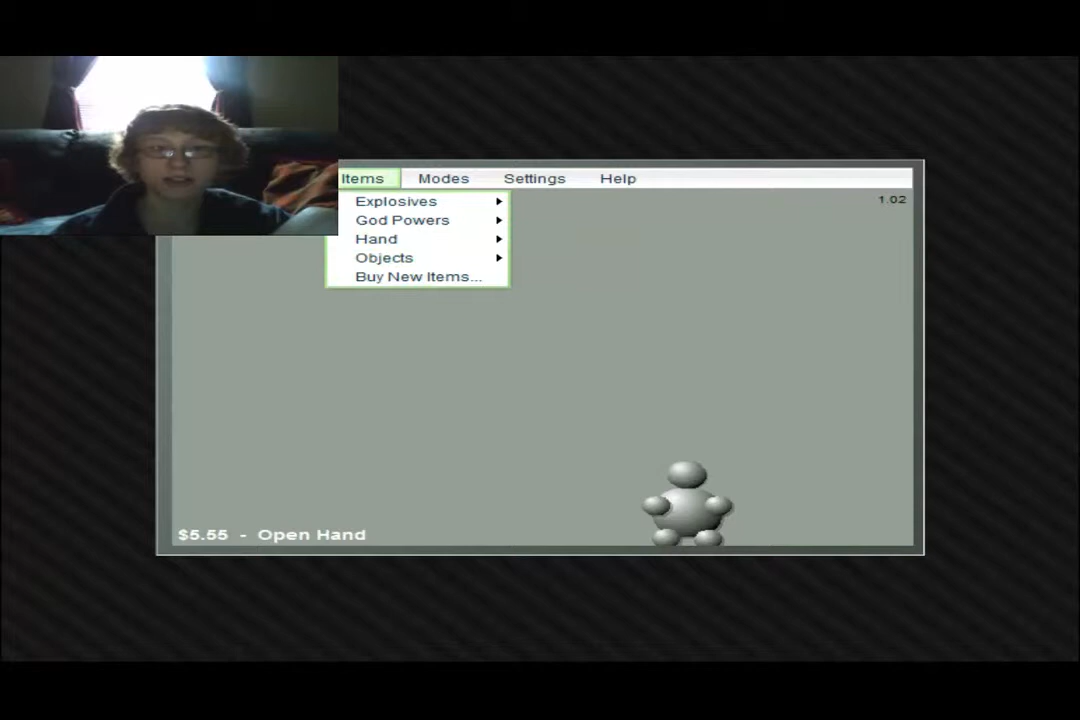 Items Modes Settings Help
Explosives 1.02
God Powers
Hand
Objects
Buy New Items...
$5.55 - Open Hand